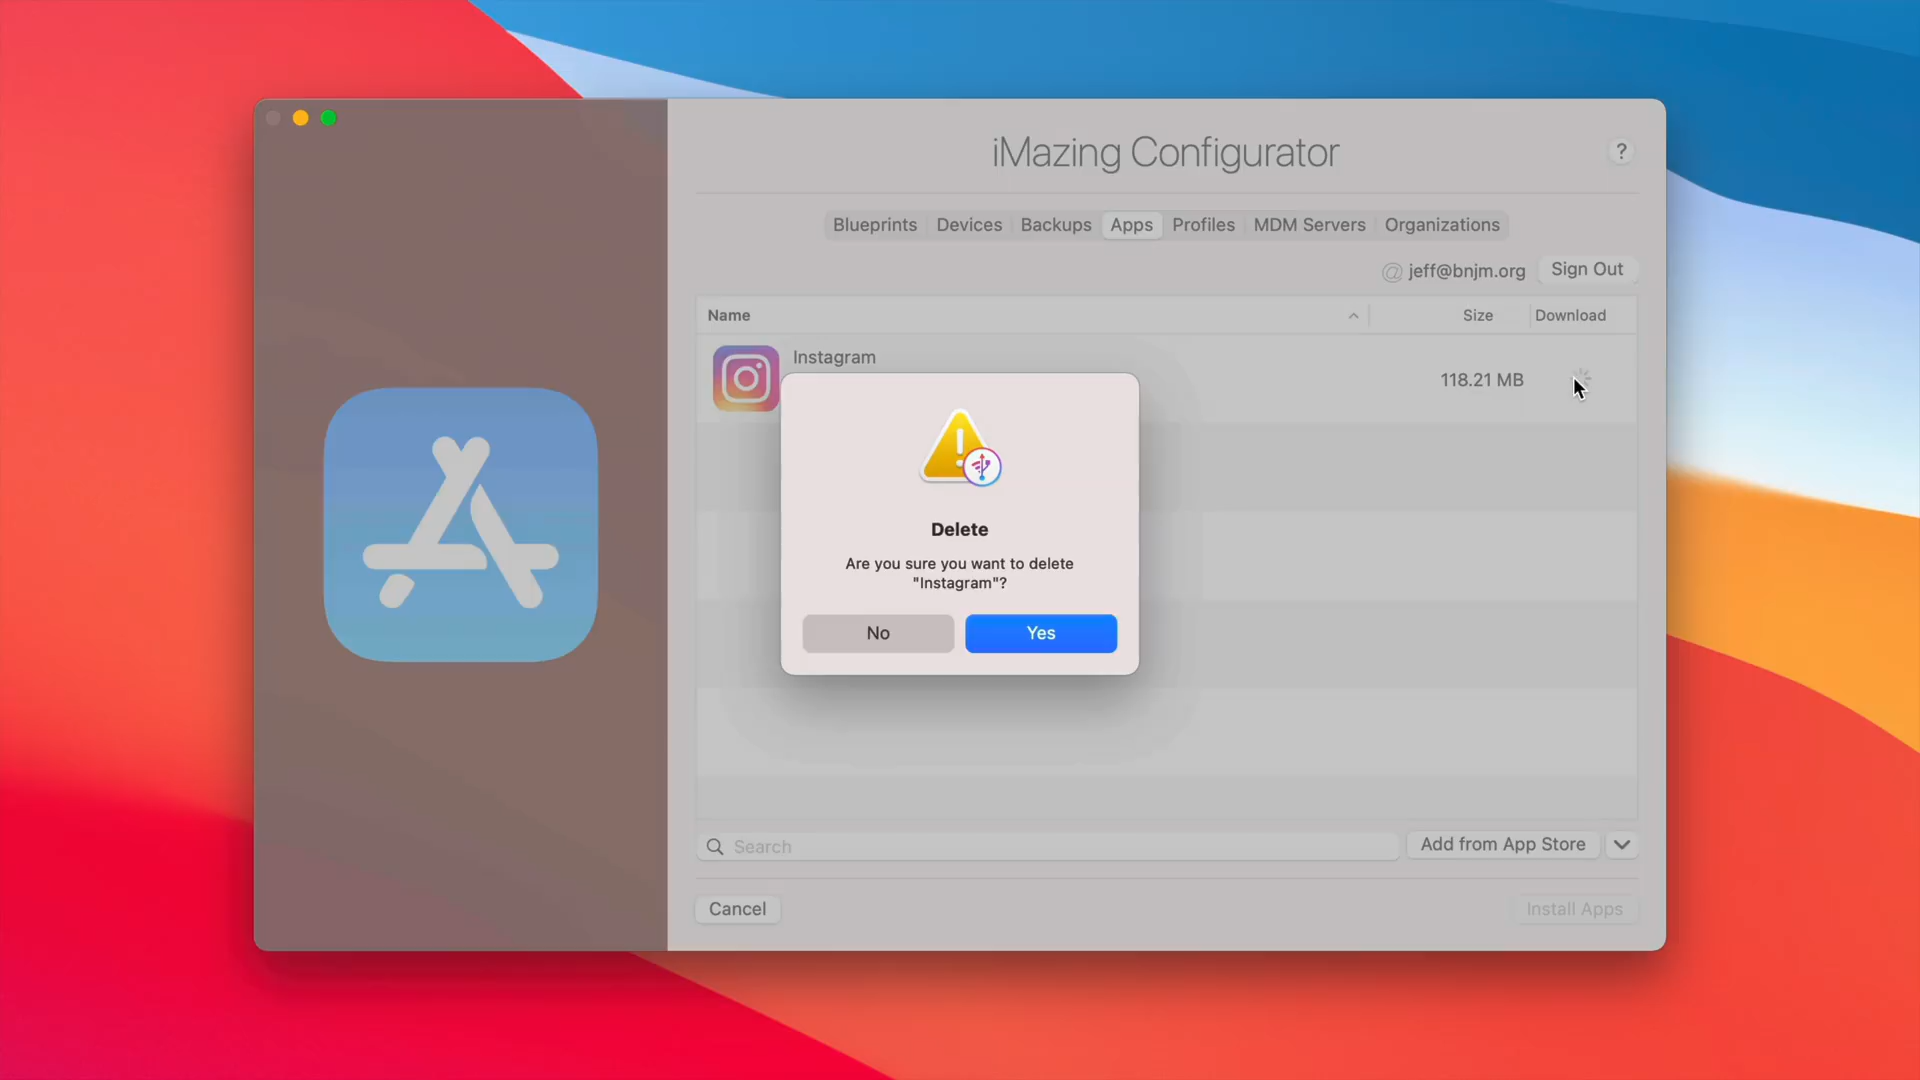 iMazing Configurator
?
Blueprints Devices Backups Apps Profiles MDM Servers Organizations
@ jeff@bnjm.org Sign Out
Name Size Download
Instagram
118.21 MB
Delete
Are you sure you want to delete
"Instagram"?
No Yes
Search Add from App Store
Cancel Install Apps